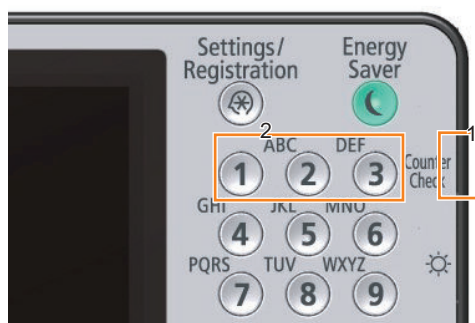 Settings/
Registration
Energy
Saver
2
1
ABC
DEF
1
2
3
Counter
Check
GHI
JKL
MNO
4
5
6
PQRS
TUV
WXYZ
7
8
9